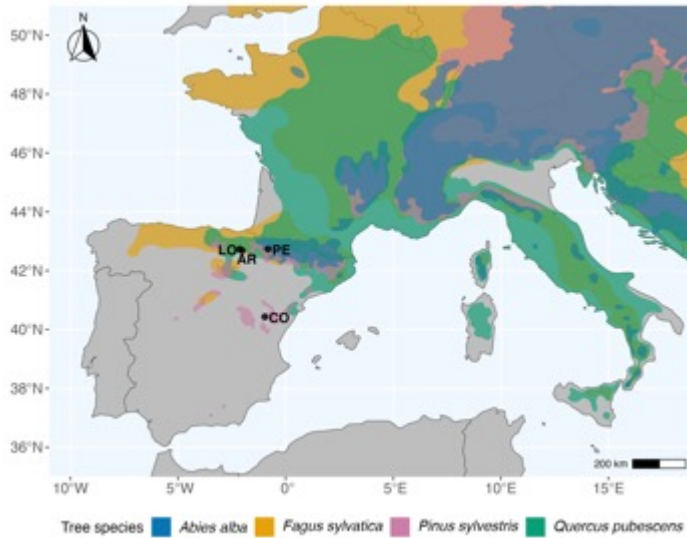 N
50°N
48°N
46°N
44°N
42°N
40°N
38°N
36°N
LO
AR
PE
CO
200 km
10°W 5°W 0° 5°E 10°E 15°E
Tree species Abies alba Fagus sylvatica Pinus sylvestris Quercus pubescens